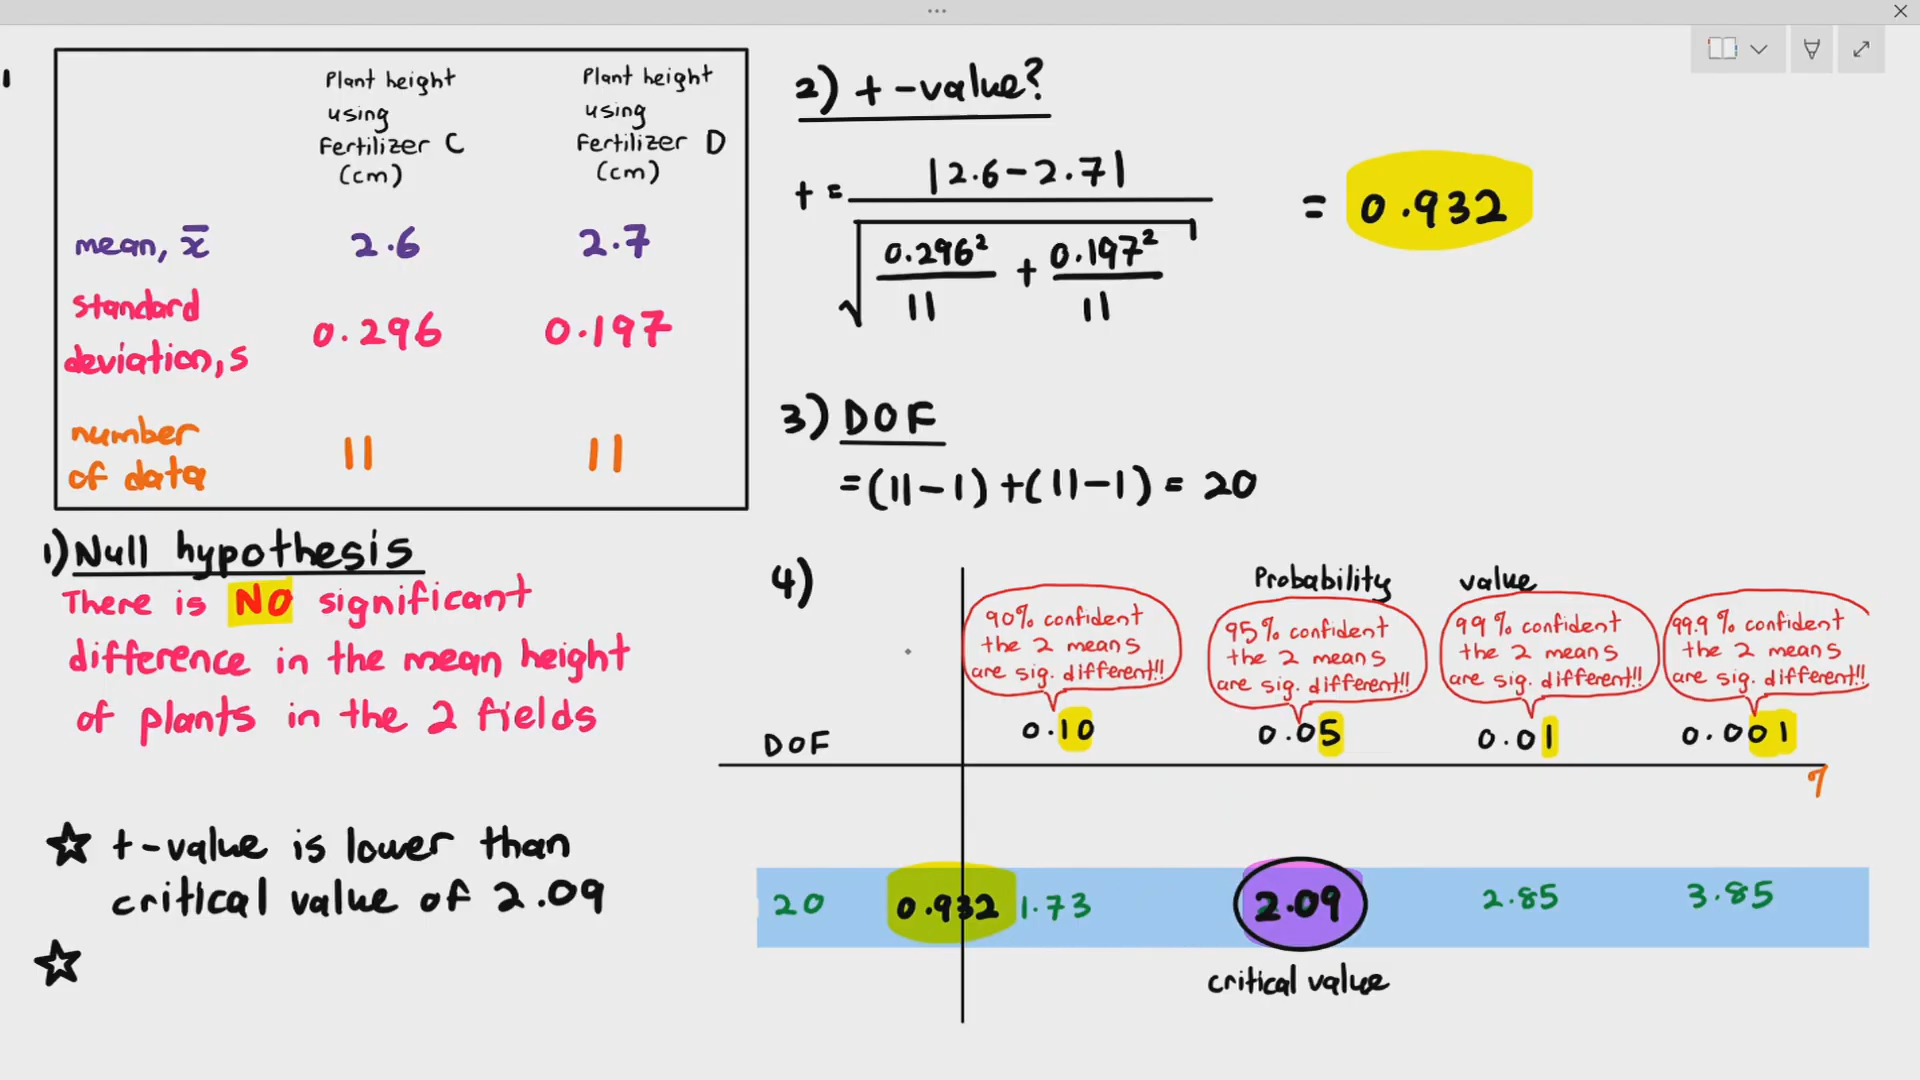 1
Plant height using Fertilizer C (cm)
Plant height using Fertilizer D (cm)
mean, x̄ 2.6 2.7
standard deviation, s 0.296 0.197
number of data 11 11
1) Null hypothesis
There is NO significant
difference in the mean height
of plants in the 2 fields
☆ t-value is lower than
critical value of 2.09
☆
2) t-value?
t = |2.6-2.7| / √(0.296²/11 + 0.197²/11) = 0.932
3) DOF
=(11-1)+(11-1) = 20
4)
Probability value
90% confident
the 2 means
are sig. different!!
95% confident
the 2 means
are sig. different!!
99% confident
the 2 means
are sig. different!!
99.9% confident
the 2 means
are sig. different!!
DOF 0.10 0.05 0.01 0.001
20 0.932 1.73 2.09 2.85 3.85
critical value